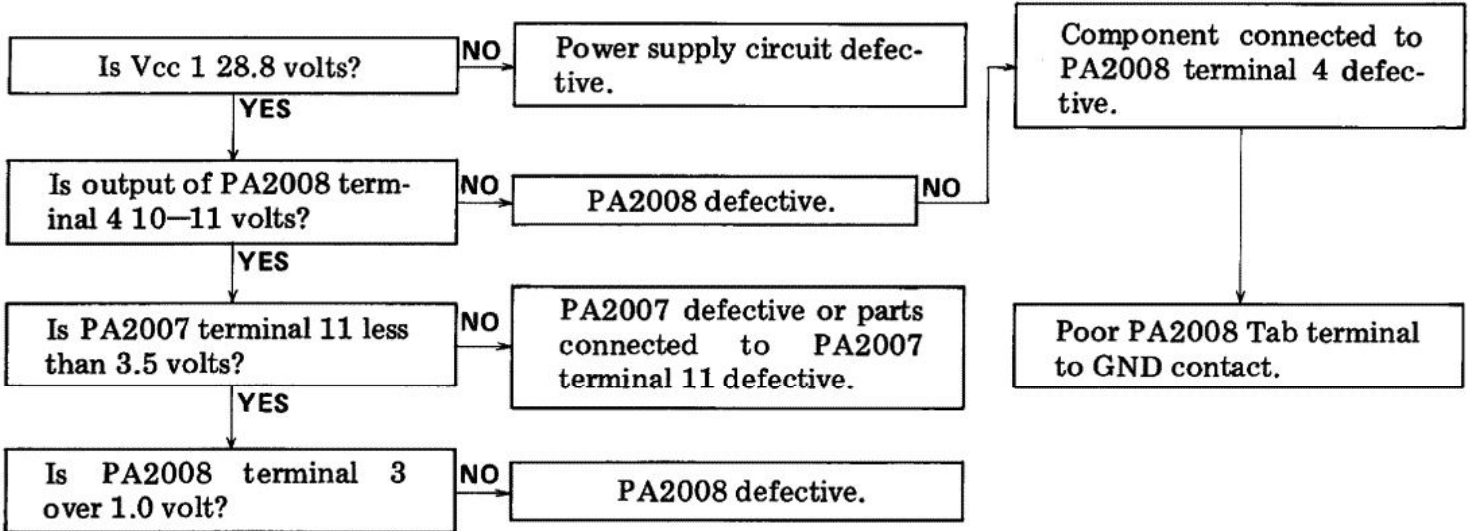 Is Vcc 1 28.8 volts?
NO
Power supply circuit defec-
tive.
Component connected to
PA2008 terminal 4 defec-
tive.
YES
Is output of PA2008 term-
inal 4 10—11 volts?
NO
PA2008 defective.
NO
YES
Is PA2007 terminal 11 less
than 3.5 volts?
NO
PA2007 defective or parts
connected to PA2007
terminal 11 defective.
Poor PA2008 Tab terminal
to GND contact.
YES
Is PA2008 terminal 3
over 1.0 volt?
NO
PA2008 defective.